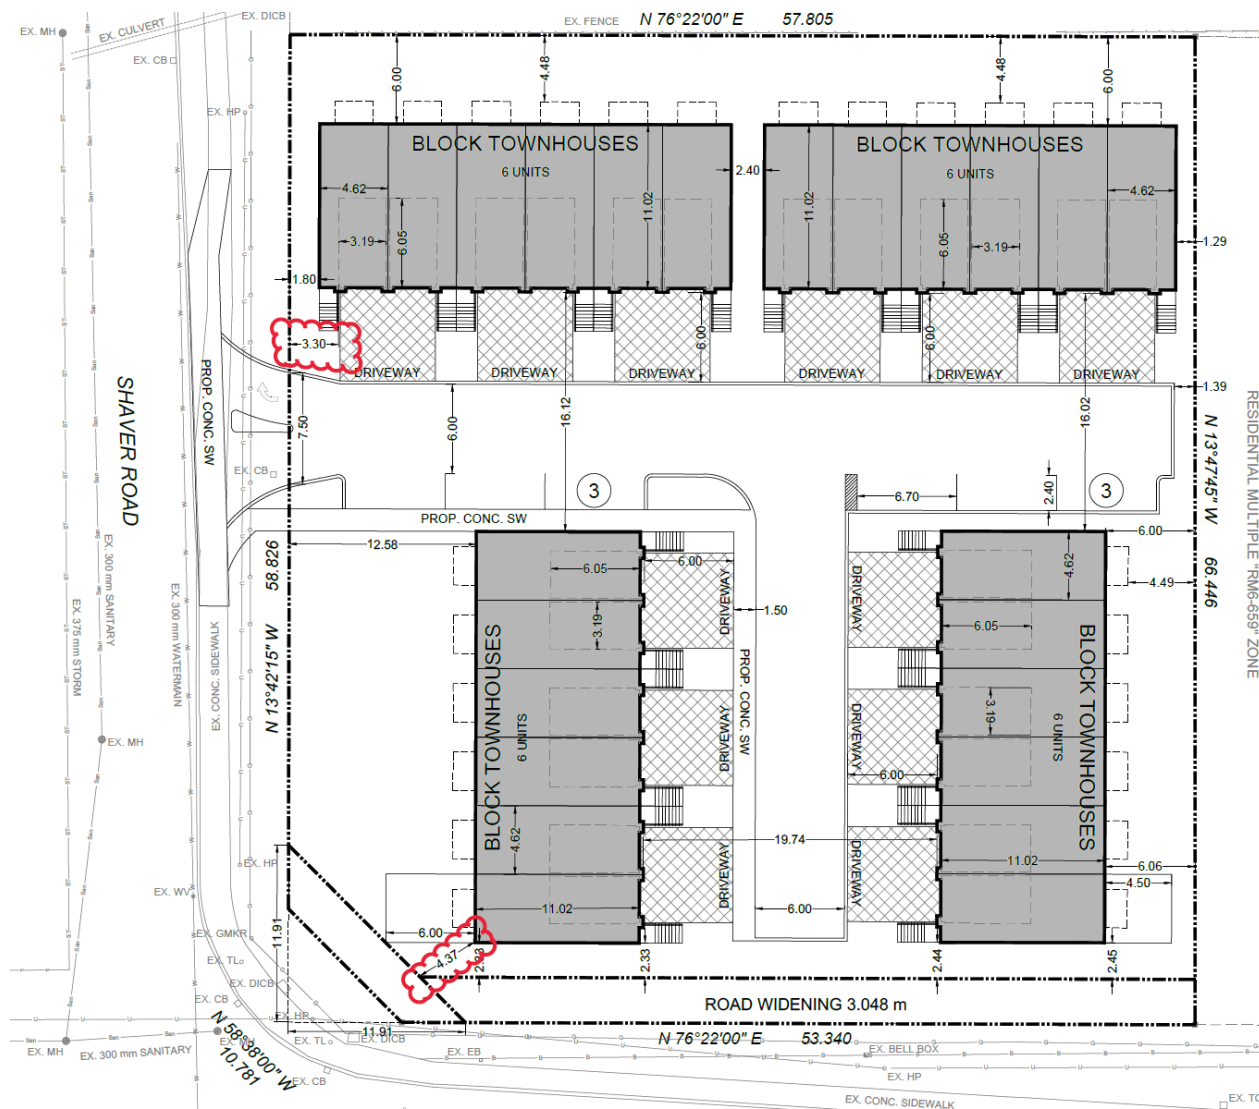 EX. DICB
EX. FENCE
N 76°22'00" E 57.805
EX. MH
EX. CULVERT
EX. CB
6.00
4.48
4.48
6.00
EX. HP
BLOCK TOWNHOUSES
6 UNITS
2.40
BLOCK TOWNHOUSES
6 UNITS
4.62
11.02
11.02
4.62
3.19
6.05
6.05
3.19
1.29
1.80
3.30
6.00
6.00
DRIVEWAY
DRIVEWAY
DRIVEWAY
DRIVEWAY
DRIVEWAY
DRIVEWAY
1.39
PROP. CONC. SW
SHAVER ROAD
7.50
6.00
16.12
16.02
N 13°47'45" W 66.446
RESIDENTIAL MULTIPLE "RM6-659" ZONE
EX. CB
3
6.70
2.40
3
PROP. CONC. SW
12.58
6.00
6.05
6.00
4.62
4.49
1.50
3.19
6.05
DRIVEWAY
DRIVEWAY
EX. 300 mm SANITARY
EX. 375 mm STORM
EX. 300 mm WATERMAIN
EX. CONC. SIDEWALK
N 13°42'15" W 58.826
BLOCK TOWNHOUSES
6 UNITS
PROP. CONC. SW
3.19
6 UNITS
BLOCK TOWNHOUSES
DRIVEWAY
DRIVEWAY
EX. MH
6.00
4.62
19.74
11.02
6.06
4.50
DRIVEWAY
DRIVEWAY
EX. HP
EX. WV
11.91
11.02
6.00
6.00
EX. GMKR
4.37
2.33
2.33
2.44
2.45
EX. TL
EX. DICB
EX. CB
ROAD WIDENING 3.048 m
EX. HP
11.91
EX. MH
EX. 300 mm SANITARY
EX. MH
EX. TL
EX. DICB
N 76°22'00" E 53.340
EX. BELL BOX
EX. EB
N 58°38'00" W
10.781
EX. CB
EX. HP
EX. CONC. SIDEWALK